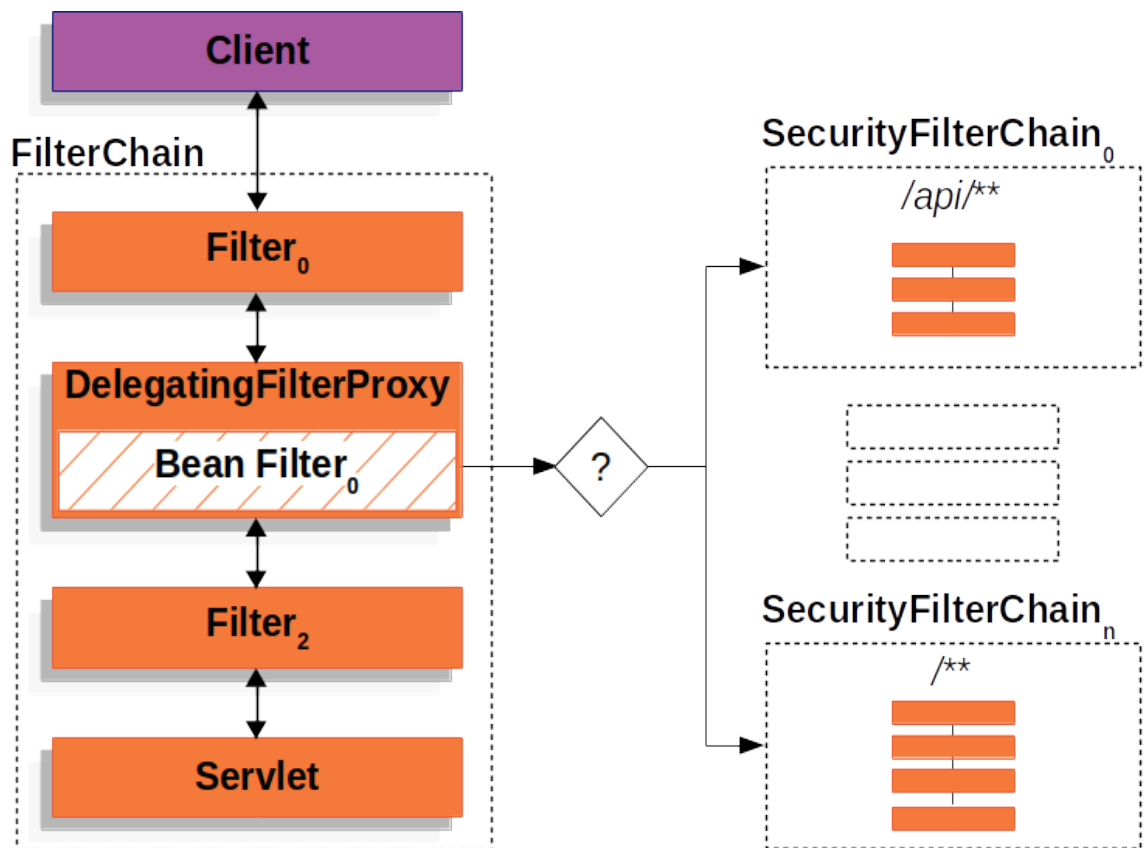 Client
FilterChain
Filter₀
DelegatingFilterProxy
Bean Filter₀
Filter₂
Servlet
?
SecurityFilterChain₀
/api/**
SecurityFilterChainₙ
/**